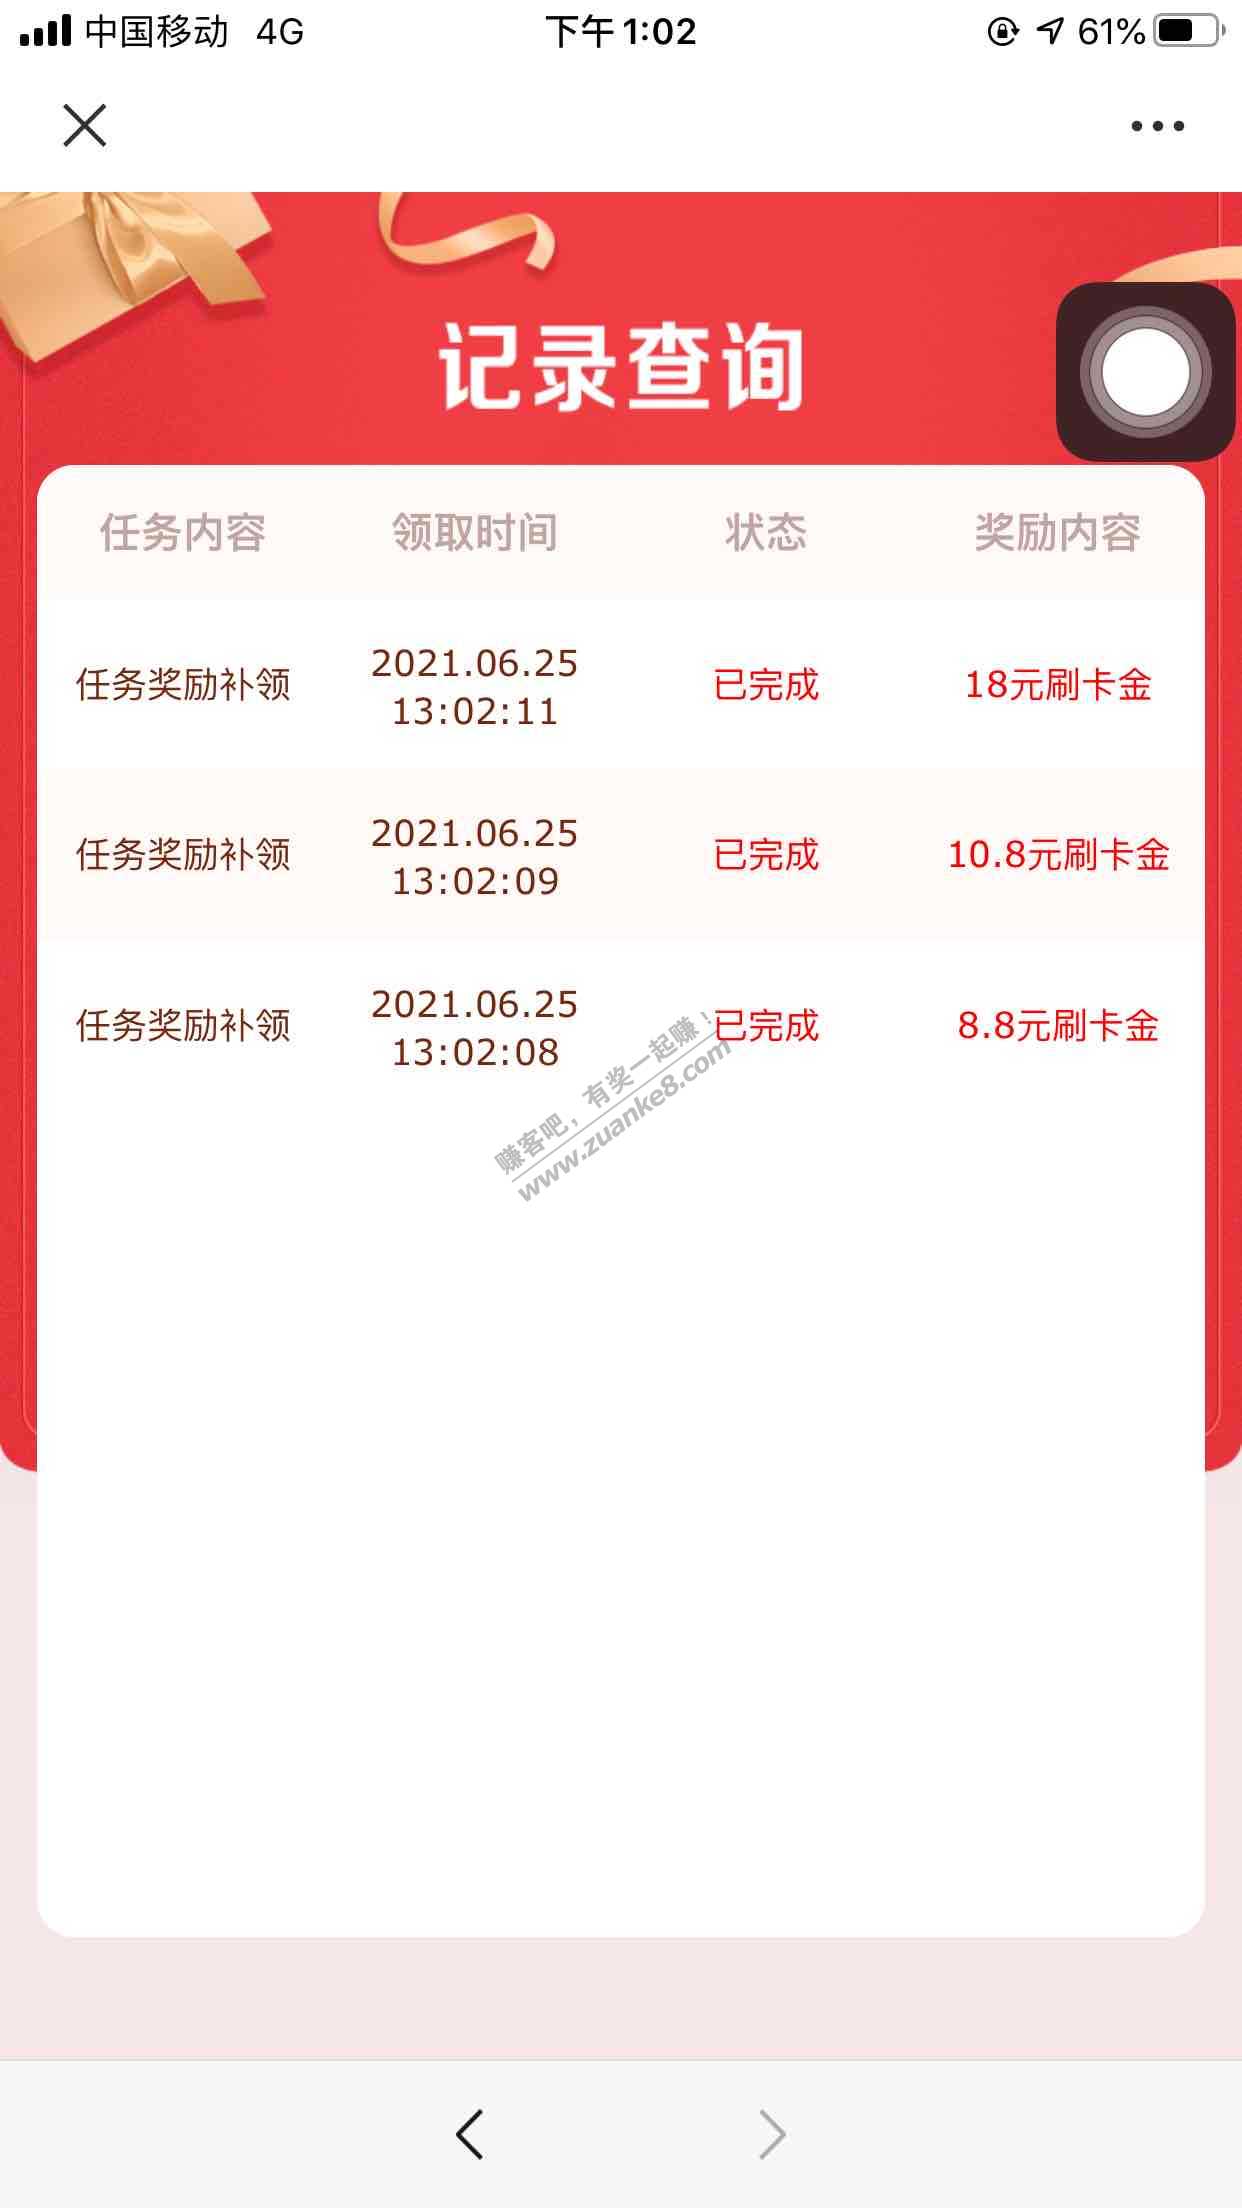 中国移动 4G 下午1:02 61%
记录查询
任务内容 领取时间 状态 奖励内容
任务奖励补领 2021.06.25 13:02:11 已完成 18元刷卡金
任务奖励补领 2021.06.25 13:02:09 已完成 10.8元刷卡金
任务奖励补领 2021.06.25 13:02:08 已完成 8.8元刷卡金
赚客吧，有奖一起赚！
www.zuanke8.com